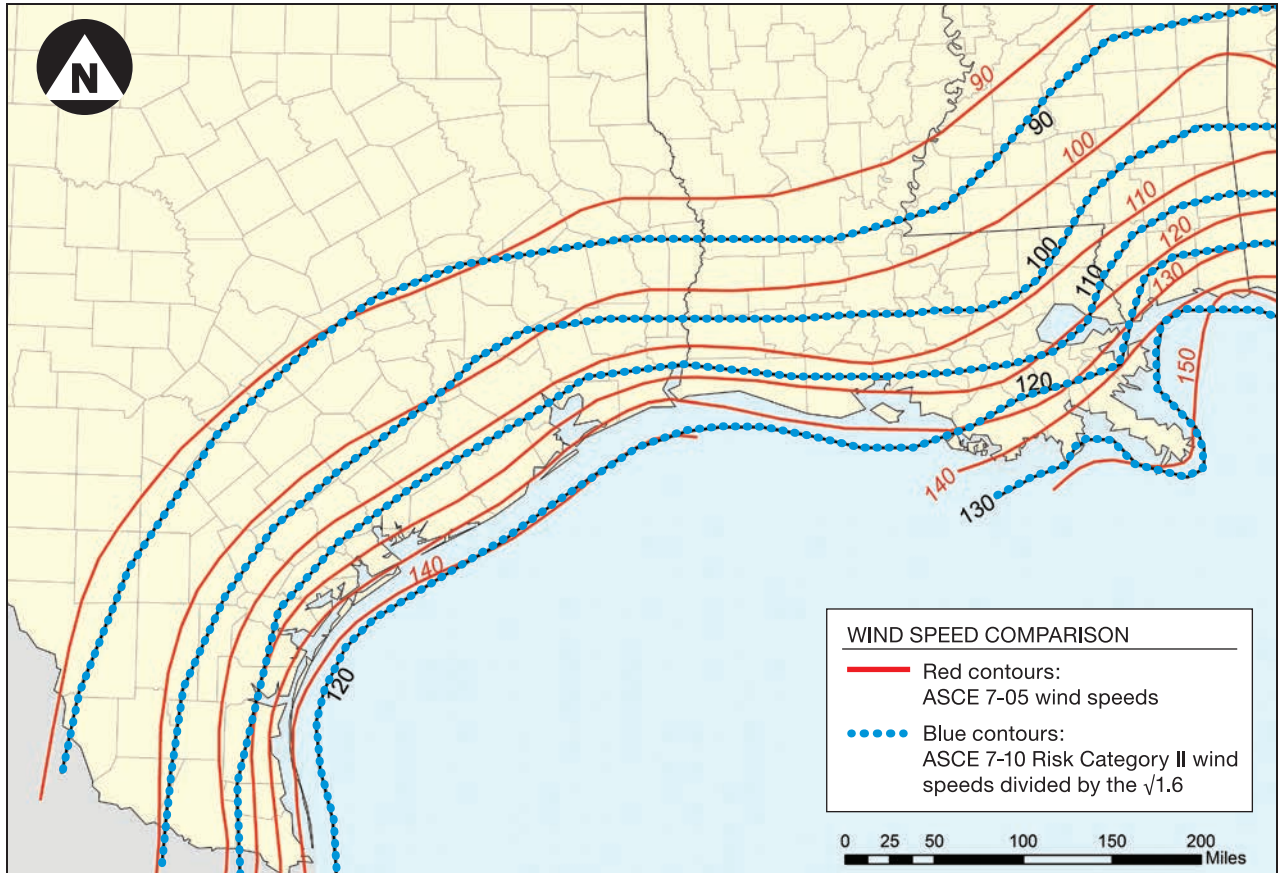 N
90
90
100
110
120
100
130
110
150
120
140
130
140
120
WIND SPEED COMPARISON
Red contours:
ASCE 7-05 wind speeds
Blue contours:
ASCE 7-10 Risk Category II wind
speeds divided by the √1.6
0 25 50 100 150 200
Miles